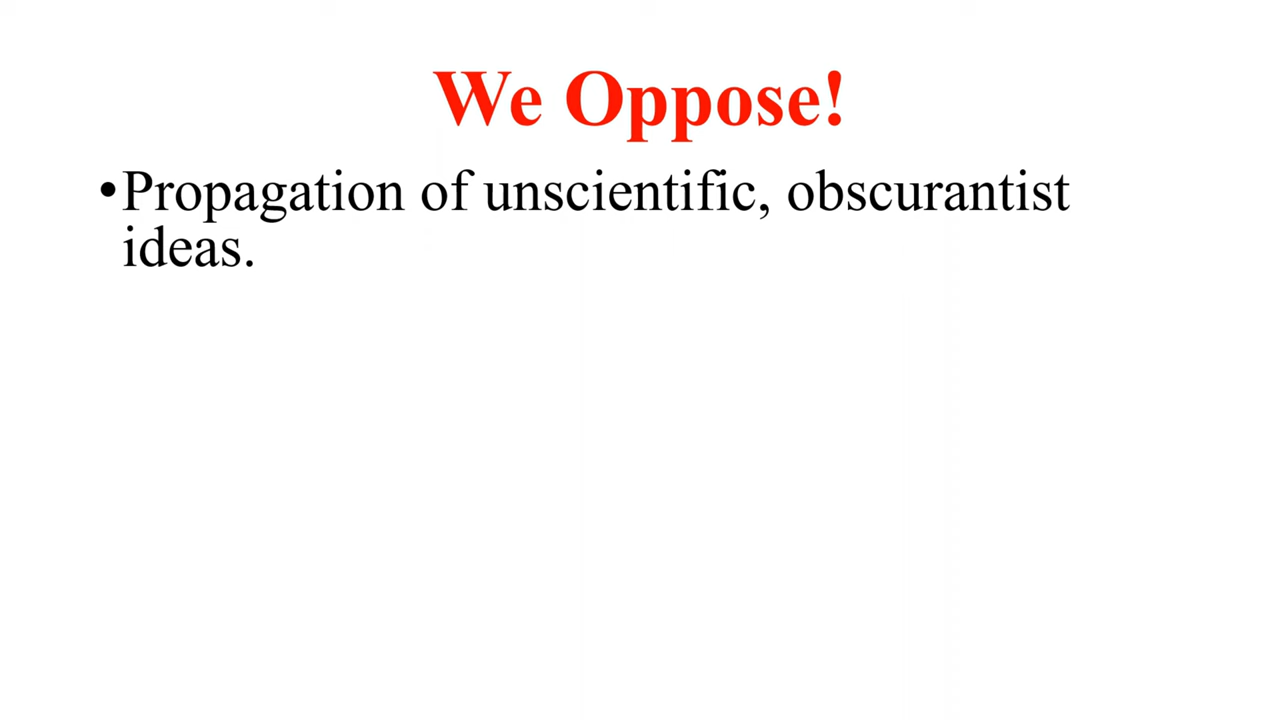 We Oppose!
•Propagation of unscientific, obscurantist
ideas.